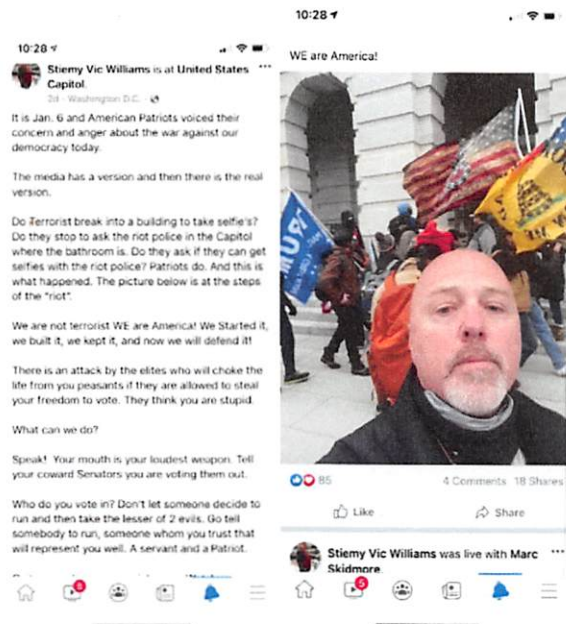 10:28
Stiemy Vic Williams is at United States
Capitol.
2d · Washington D.C. ·
It is Jan. 6 and American Patriots voiced their
concern and anger about the war against our
democracy today.
The media has a version and then there is the real
version.
Do Terrorist break into a building to take selfie's?
Do they stop to ask the riot police in the Capitol
where the bathroom is. Do they ask if they can get
selfies with the riot police? Patriots do. And this is
what happened. The picture below is at the steps
of the "riot".
We are not terrorist WE are America! We Started it,
we built it, we kept it, and now we will defend it!
There is an attack by the elites who will choke the
life from you peasants if they are allowed to steal
your freedom to vote. They think you are stupid.
What can we do?
Speak! Your mouth is your loudest weapon. Tell
your coward Senators you are voting them out.
Who do you vote in? Don't let someone decide to
run and then take the lesser of 2 evils. Go tell
somebody to run, someone whom you trust that
will represent you well. A servant and a Patriot.
8
10:28
WE are America!
85
4 Comments 18 Shares
Like
Share
Stiemy Vic Williams was live with Marc
Skidmore.
5